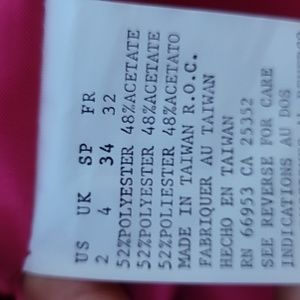 US UK SP FR
2 4 34 32
52%POLYESTER 48%ACETATE
52%POLYESTER 48%ACETATE
52%POLIESTER 48%ACETATO
MADE IN TAIWAN R.O.C.
FABRIQUER AU TAIWAN
HECHO EN TAIWAN
RN 66953 CA 25352
SEE REVERSE FOR CARE
INDICATIONS AU DOS